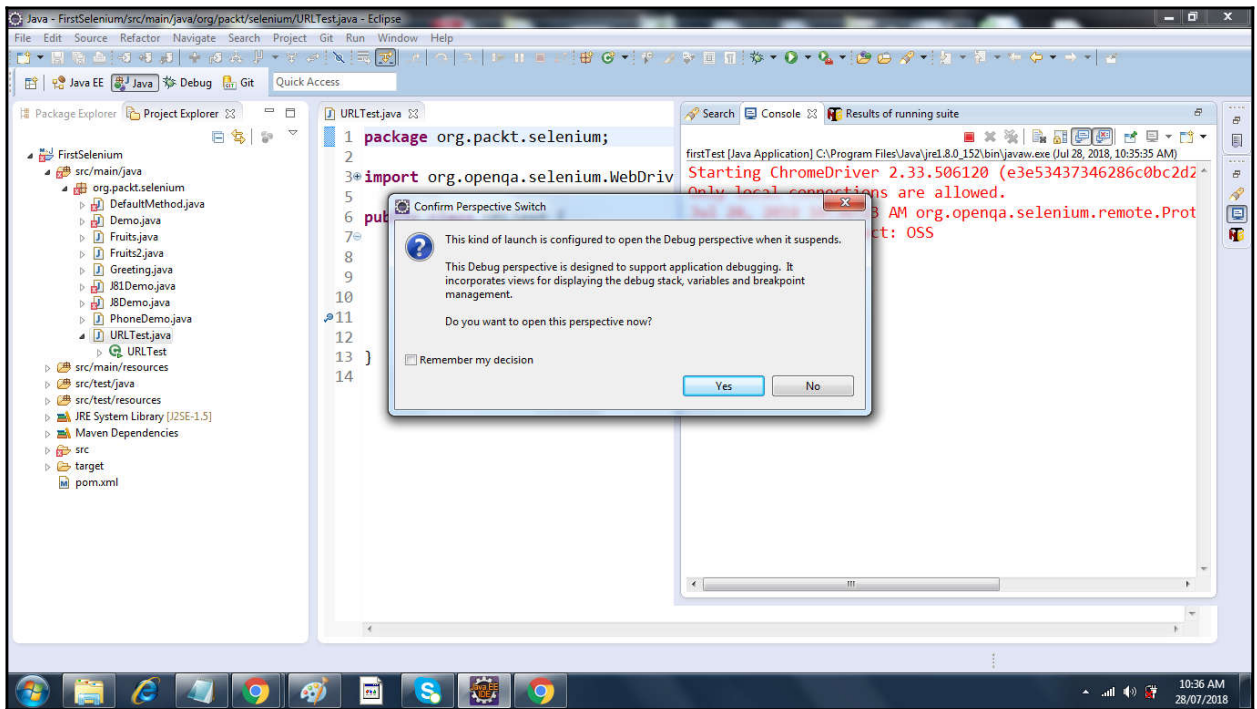 Java - FirstSelenium/src/main/java/org/packt/selenium/URLTest.java - Eclipse
File Edit Source Refactor Navigate Search Project Git Run Window Help
Java EE Java Debug Git Quick Access
Package Explorer Project Explorer
FirstSelenium
src/main/java
org.packt.selenium
DefaultMethod.java
Demo.java
Fruits.java
Fruits2.java
Greeting.java
J81Demo.java
J8Demo.java
PhoneDemo.java
URLTest.java
URLTest
src/main/resources
src/test/java
src/test/resources
JRE System Library [J2SE-1.5]
Maven Dependencies
src
target
pom.xml
URLTest.java
1 package org.packt.selenium;
2
3 import org.openqa.selenium.WebDriv
5
6 pub
7
8
9
10
11
12
13 }
14
Search Console Results of running suite
firstTest [Java Application] C:\Program Files\Java\jre1.8.0_152\bin\javaw.exe (Jul 28, 2018, 10:35:35 AM)
Starting ChromeDriver 2.33.506120 (e3e53437346286c0bc2d2
Only local connections are allowed.
AM org.openqa.selenium.remote.Prot
ct: OSS
Confirm Perspective Switch
This kind of launch is configured to open the Debug perspective when it suspends.
This Debug perspective is designed to support application debugging. It
incorporates views for displaying the debug stack, variables and breakpoint
management.
Do you want to open this perspective now?
Remember my decision
Yes No
10:36 AM
28/07/2018